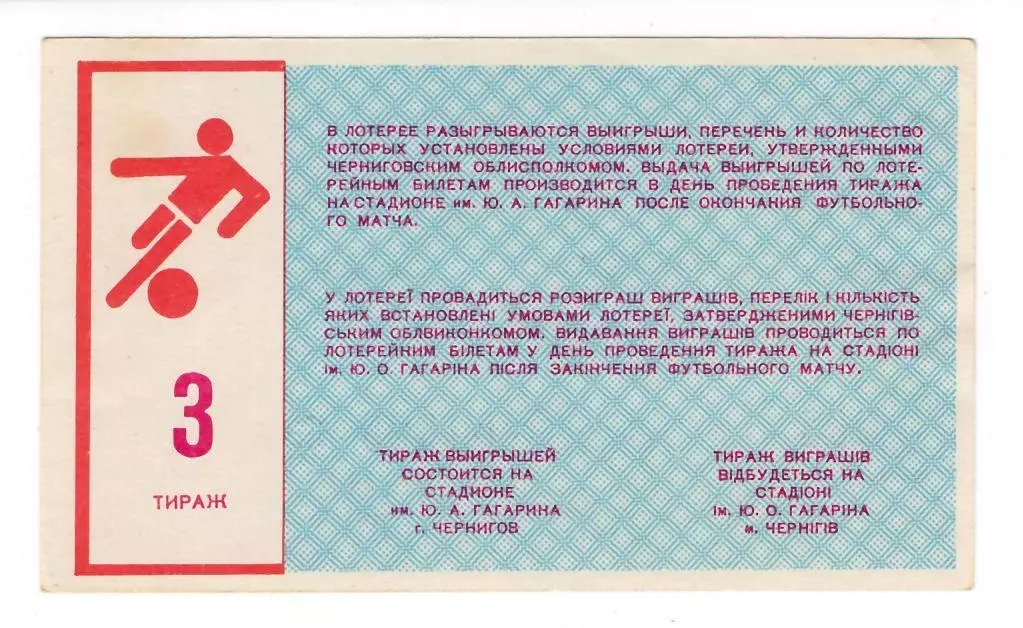 В ЛОТЕРЕЕ РАЗЫГРЫВАЮТСЯ ВЫИГРЫШИ, ПЕРЕЧЕНЬ И КОЛИЧЕСТВО
КОТОРЫХ УСТАНОВЛЕНЫ УСЛОВИЯМИ ЛОТЕРЕИ, УТВЕРЖДЕННЫМИ
ЧЕРНИГОВСКИМ ОБЛИСПОЛКОМОМ. ВЫДАЧА ВЫИГРЫШЕЙ ПО ЛОТЕ-
РЕЙНЫМ БИЛЕТАМ ПРОИЗВОДИТСЯ В ДЕНЬ ПРОВЕДЕНИЯ ТИРАЖА
НА СТАДИОНЕ им. Ю. А. ГАГАРИНА ПОСЛЕ ОКОНЧАНИЯ ФУТБОЛЬНО-
ГО МАТЧА.
У ЛОТЕРЕЇ ПРОВАДИТЬСЯ РОЗИГРАШ ВИГРАШІВ, ПЕРЕЛІК І КІЛЬКІСТЬ
ЯКИХ ВСТАНОВЛЕНІ УМОВАМИ ЛОТЕРЕЇ, ЗАТВЕРДЖЕНИМИ ЧЕРНІГІВ-
СЬКИМ ОБЛВИКОНКОМОМ. ВИДАВАННЯ ВИГРАШІВ ПРОВОДИТЬСЯ ПО
ЛОТЕРЕЙНИМ БІЛЕТАМ У ДЕНЬ ПРОВЕДЕННЯ ТИРАЖА НА СТАДІОНІ
ім. Ю. О. ГАГАРІНА ПІСЛЯ ЗАКІНЧЕННЯ ФУТБОЛЬНОГО МАТЧУ.
3
ТИРАЖ
ТИРАЖ ВЫИГРЫШЕЙ
СОСТОИТСЯ НА
СТАДИОНЕ
им. Ю. А. ГАГАРИНА
г. ЧЕРНИГОВ
ТИРАЖ ВИГРАШІВ
ВІДБУДЕТЬСЯ НА
СТАДІОНІ
ім. Ю. О. ГАГАРІНА
м. ЧЕРНІГІВ